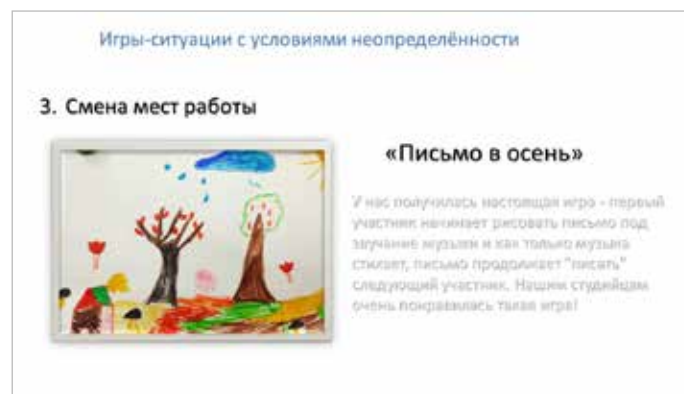 Игры-ситуации с условиями неопределённости
3. Смена мест работы
«Письмо в осень»
У нас получилась настоящая игра - первый
участник начинает рисовать письмо под
звучание музыки и как только музыка
стихает, письмо продолжает "писать"
следующий участник. Нашим студийцам
очень понравилась такая игра!